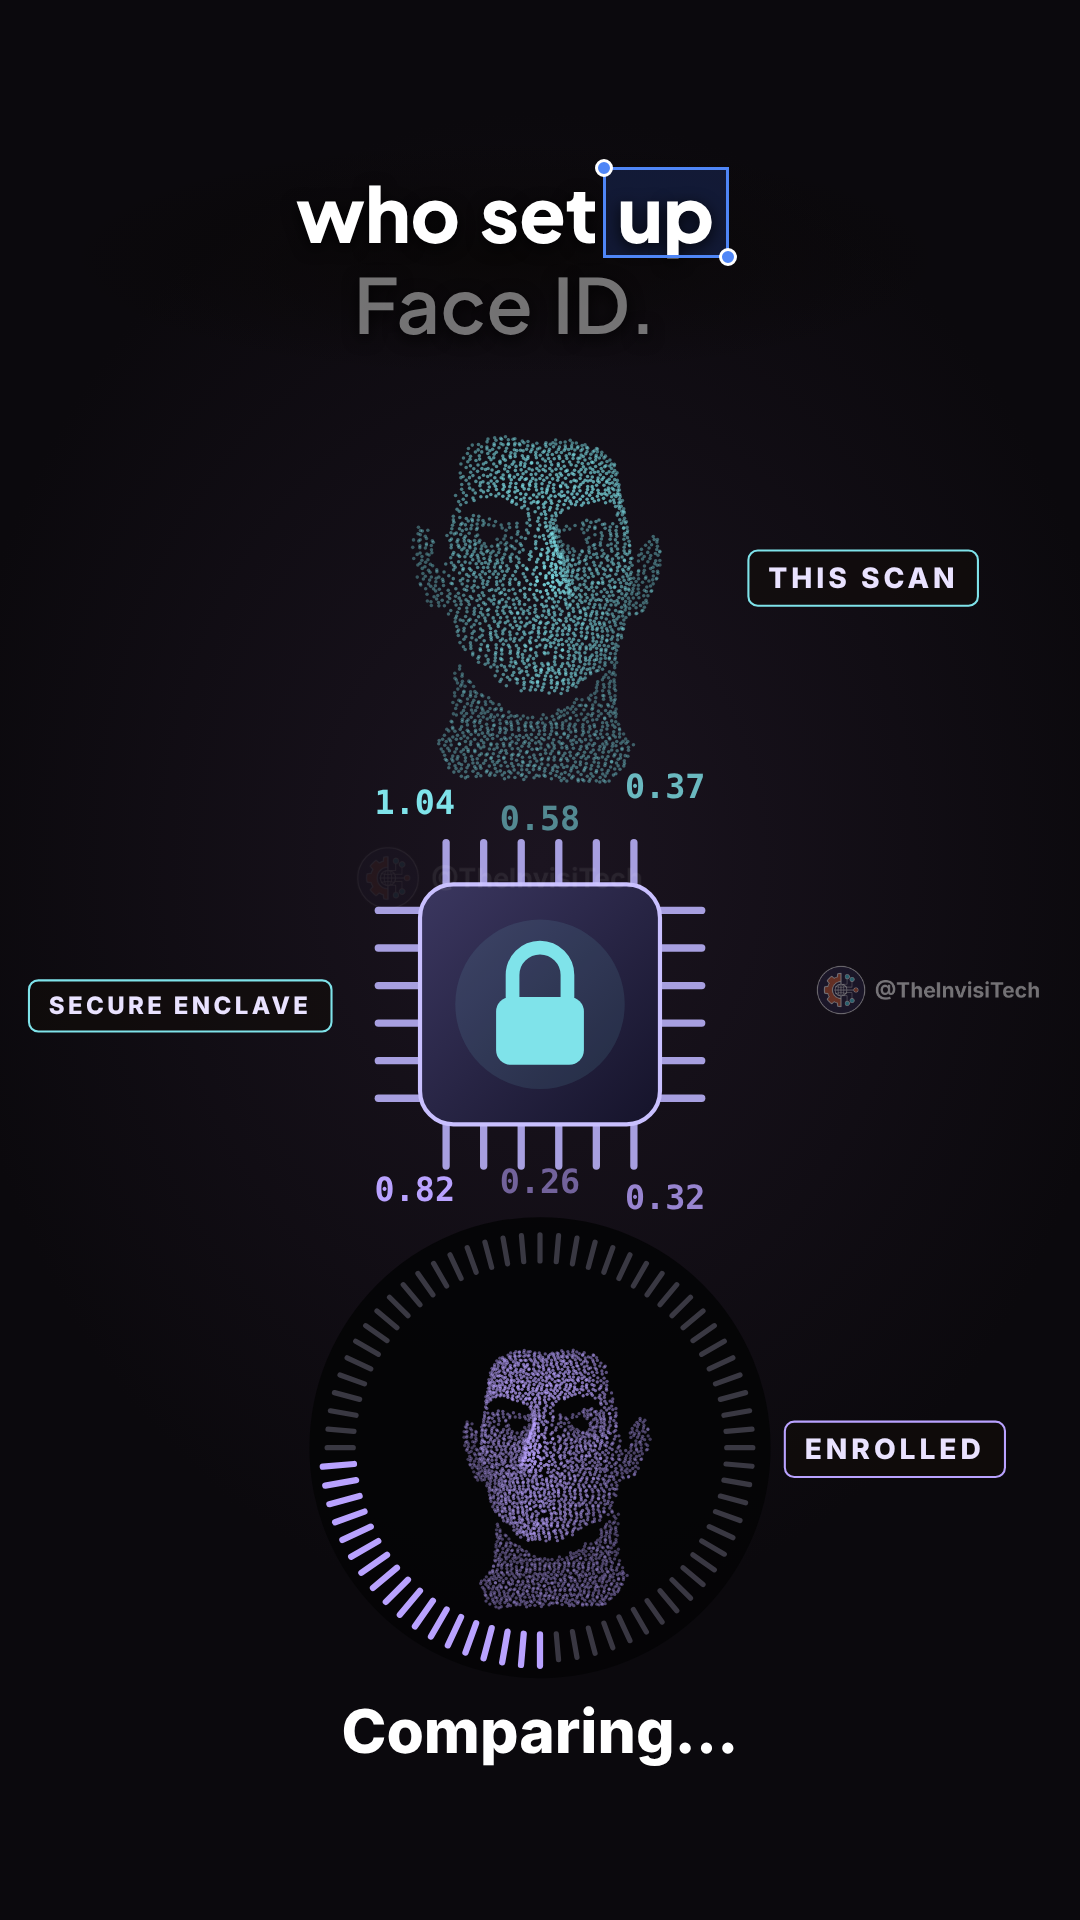 who set up
Face ID.
THIS SCAN
1.04
0.58
0.37
@TheInvisiTech
SECURE ENCLAVE
@TheInvisiTech
0.82
0.26
0.32
ENROLLED
Comparing...